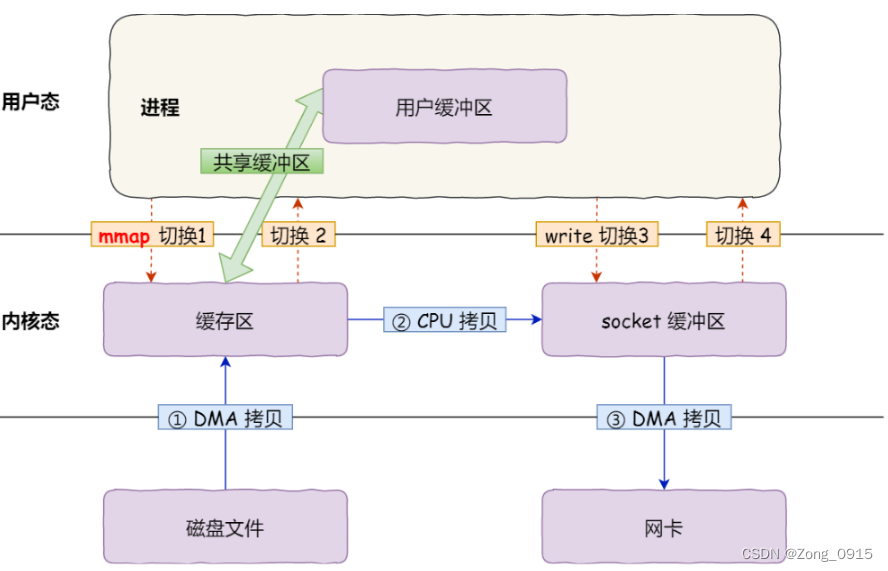 用户态
进程
用户缓冲区
共享缓冲区
mmap 切换1
切换 2
write 切换3
切换 4
内核态
缓存区
② CPU 拷贝
socket 缓冲区
① DMA 拷贝
③ DMA 拷贝
磁盘文件
网卡
CSDN @Zong_0915